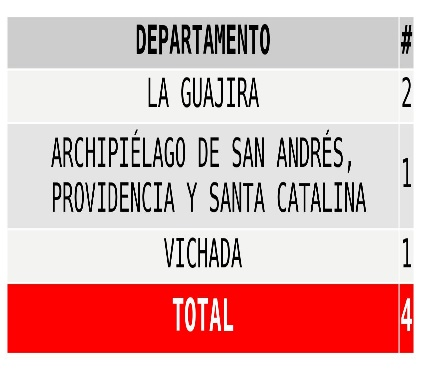 DEPARTAMENTO #
LA GUAJIRA 2
ARCHIPIÉLAGO DE SAN ANDRÉS,
PROVIDENCIA Y SANTA CATALINA 1
VICHADA 1
TOTAL 4